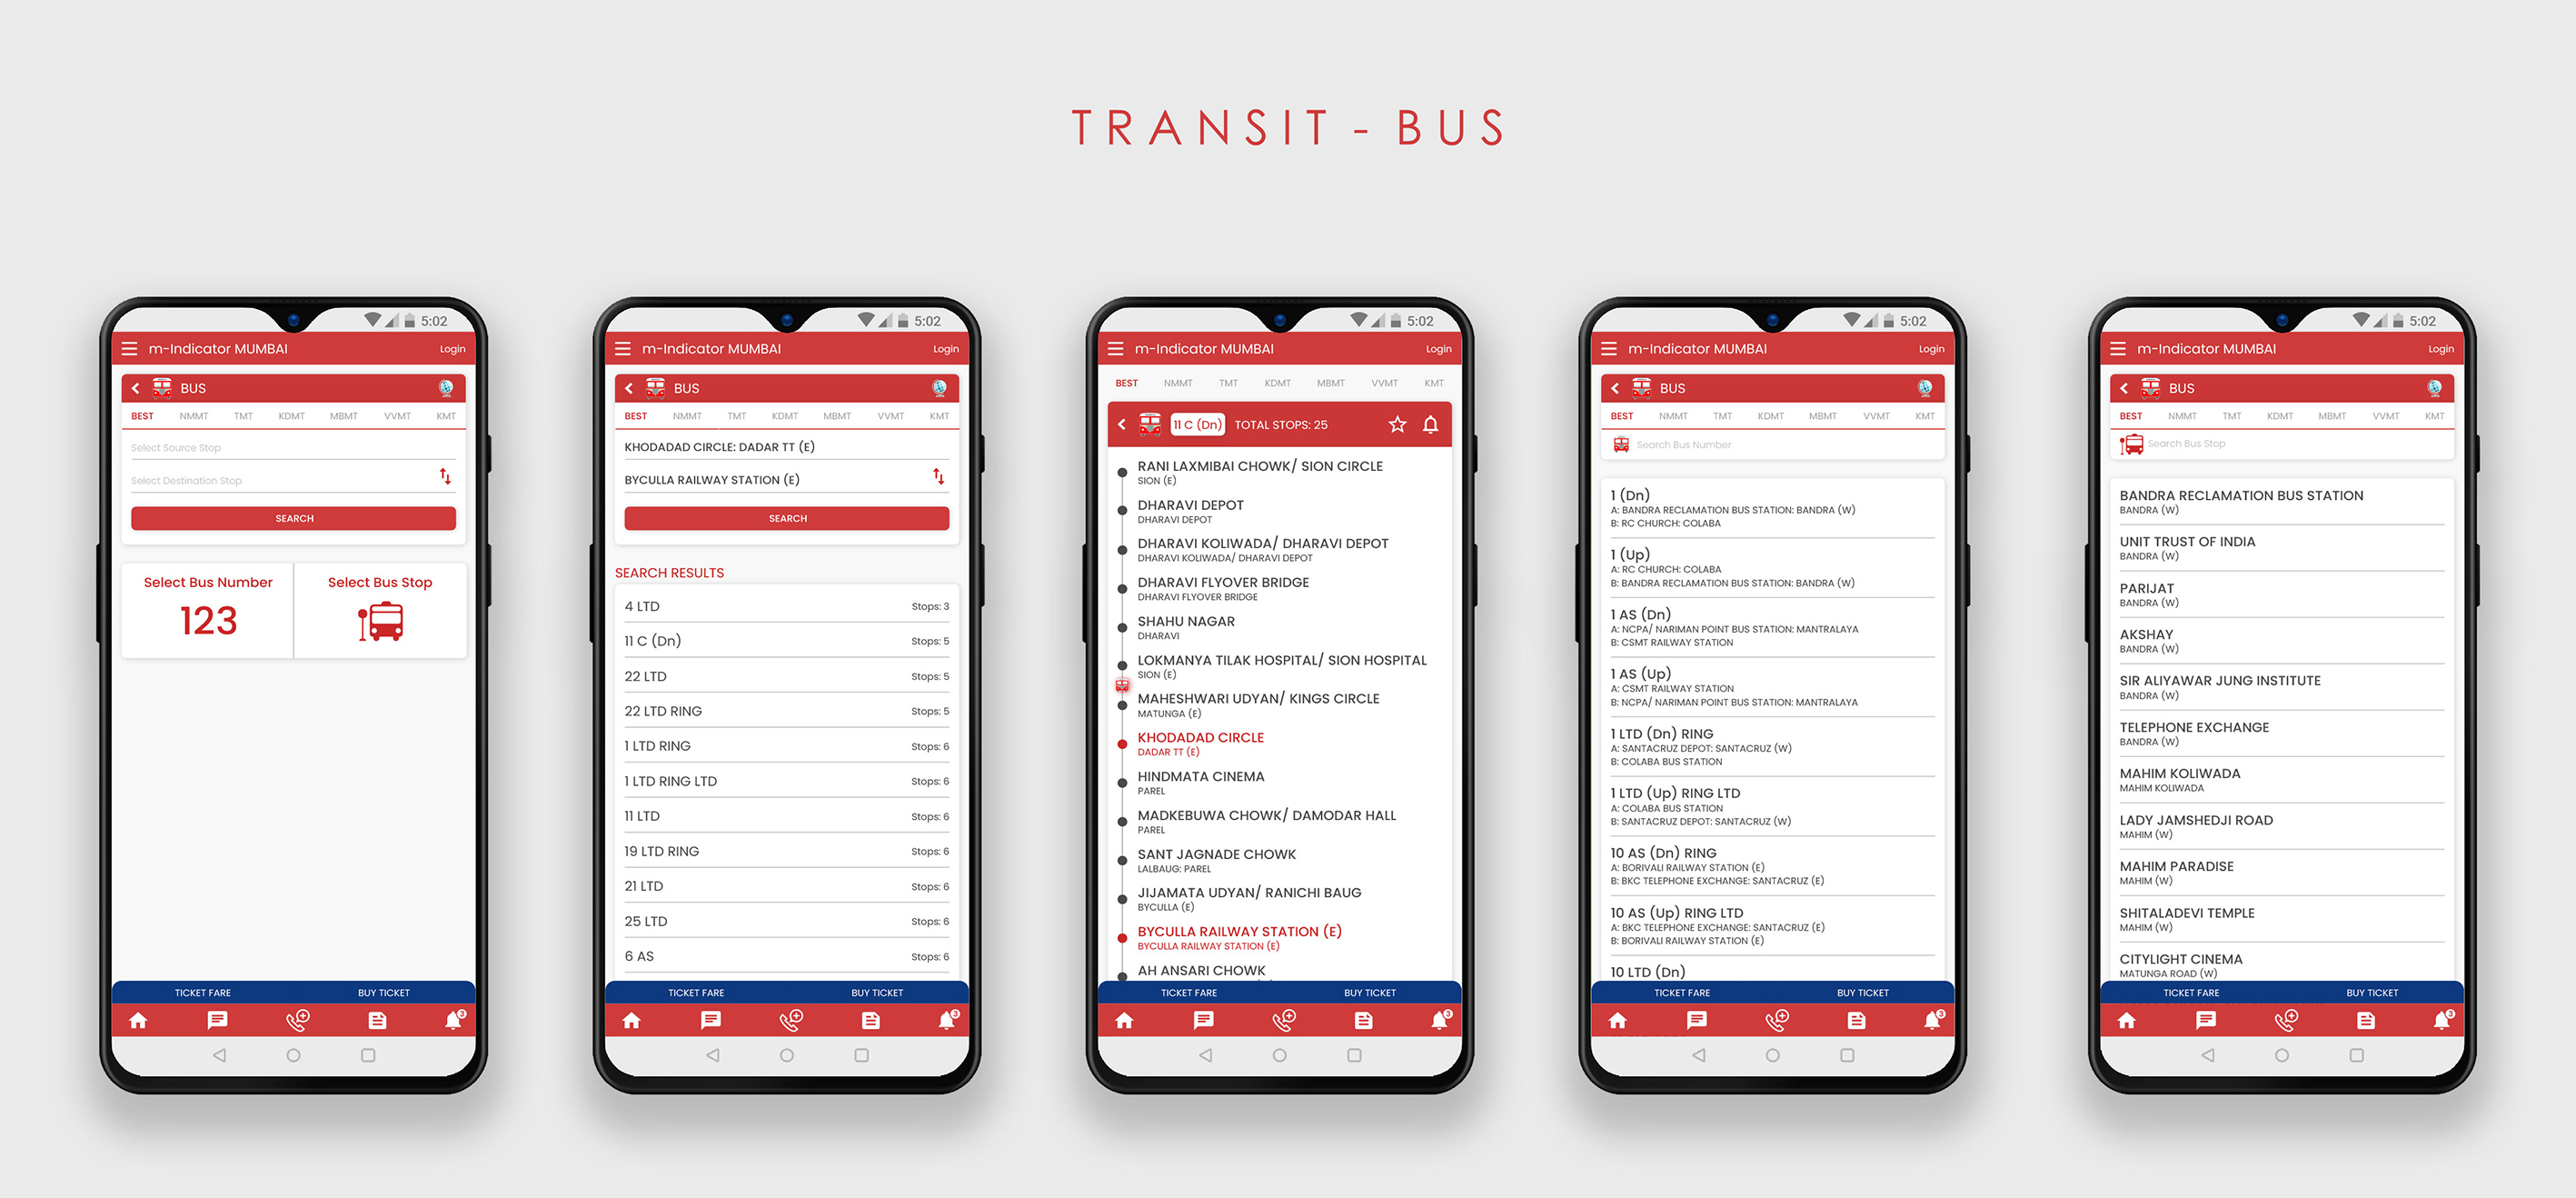 TRANSIT - BUS
5:02
m-Indicator MUMBAI Login
BUS
BEST NMMT TMT KDMT MBMT VVMT KMT
Select Source Stop
Select Destination Stop
SEARCH
Select Bus Number Select Bus Stop
123
TICKET FARE BUY TICKET
3
5:02
m-Indicator MUMBAI Login
BUS
BEST NMMT TMT KDMT MBMT VVMT KMT
KHODADAD CIRCLE: DADAR TT (E)
BYCULLA RAILWAY STATION (E)
SEARCH
SEARCH RESULTS
4 LTD Stops: 3
11 C (Dn) Stops: 5
22 LTD Stops: 5
22 LTD RING Stops: 5
1 LTD RING Stops: 6
1 LTD RING LTD Stops: 6
11 LTD Stops: 6
19 LTD RING Stops: 6
21 LTD Stops: 6
25 LTD Stops: 6
6 AS Stops: 6
TICKET FARE BUY TICKET
3
5:02
m-Indicator MUMBAI Login
BEST NMMT TMT KDMT MBMT VVMT KMT
11 C (Dn) TOTAL STOPS: 25
RANI LAXMIBAI CHOWK/ SION CIRCLE
SION (E)
DHARAVI DEPOT
DHARAVI DEPOT
DHARAVI KOLIWADA/ DHARAVI DEPOT
DHARAVI KOLIWADA/ DHARAVI DEPOT
DHARAVI FLYOVER BRIDGE
DHARAVI FLYOVER BRIDGE
SHAHU NAGAR
DHARAVI
LOKMANYA TILAK HOSPITAL/ SION HOSPITAL
SION (E)
MAHESHWARI UDYAN/ KINGS CIRCLE
MATUNGA (E)
KHODADAD CIRCLE
DADAR TT (E)
HINDMATA CINEMA
PAREL
MADKEBUWA CHOWK/ DAMODAR HALL
PAREL
SANT JAGNADE CHOWK
LALBAUG: PAREL
JIJAMATA UDYAN/ RANICHI BAUG
BYCULLA (E)
BYCULLA RAILWAY STATION (E)
BYCULLA RAILWAY STATION (E)
AH ANSARI CHOWK
TICKET FARE BUY TICKET
3
5:02
m-Indicator MUMBAI Login
BUS
BEST NMMT TMT KDMT MBMT VVMT KMT
Search Bus Number
1 (Dn)
A: BANDRA RECLAMATION BUS STATION: BANDRA (W)
B: RC CHURCH: COLABA
1 (Up)
A: RC CHURCH: COLABA
B: BANDRA RECLAMATION BUS STATION: BANDRA (W)
1 AS (Dn)
A: NCPA/ NARIMAN POINT BUS STATION: MANTRALAYA
B: CSMT RAILWAY STATION
1 AS (Up)
A: CSMT RAILWAY STATION
B: NCPA/ NARIMAN POINT BUS STATION: MANTRALAYA
1 LTD (Dn) RING
A: SANTACRUZ DEPOT: SANTACRUZ (W)
B: COLABA BUS STATION
1 LTD (Up) RING LTD
A: COLABA BUS STATION
B: SANTACRUZ DEPOT: SANTACRUZ (W)
10 AS (Dn) RING
A: BORIVALI RAILWAY STATION (E)
B: BKC TELEPHONE EXCHANGE: SANTACRUZ (E)
10 AS (Up) RING LTD
A: BKC TELEPHONE EXCHANGE: SANTACRUZ (E)
B: BORIVALI RAILWAY STATION (E)
10 LTD (Dn)
TICKET FARE BUY TICKET
3
5:02
m-Indicator MUMBAI Login
BUS
BEST NMMT TMT KDMT MBMT VVMT KMT
Search Bus Stop
BANDRA RECLAMATION BUS STATION
BANDRA (W)
UNIT TRUST OF INDIA
BANDRA (W)
PARIJAT
BANDRA (W)
AKSHAY
BANDRA (W)
SIR ALIYAWAR JUNG INSTITUTE
BANDRA (W)
TELEPHONE EXCHANGE
BANDRA (W)
MAHIM KOLIWADA
MAHIM KOLIWADA
LADY JAMSHEDJI ROAD
MAHIM (W)
MAHIM PARADISE
MAHIM (W)
SHITALADEVI TEMPLE
MAHIM (W)
CITYLIGHT CINEMA
MATUNGA ROAD (W)
TICKET FARE BUY TICKET
3